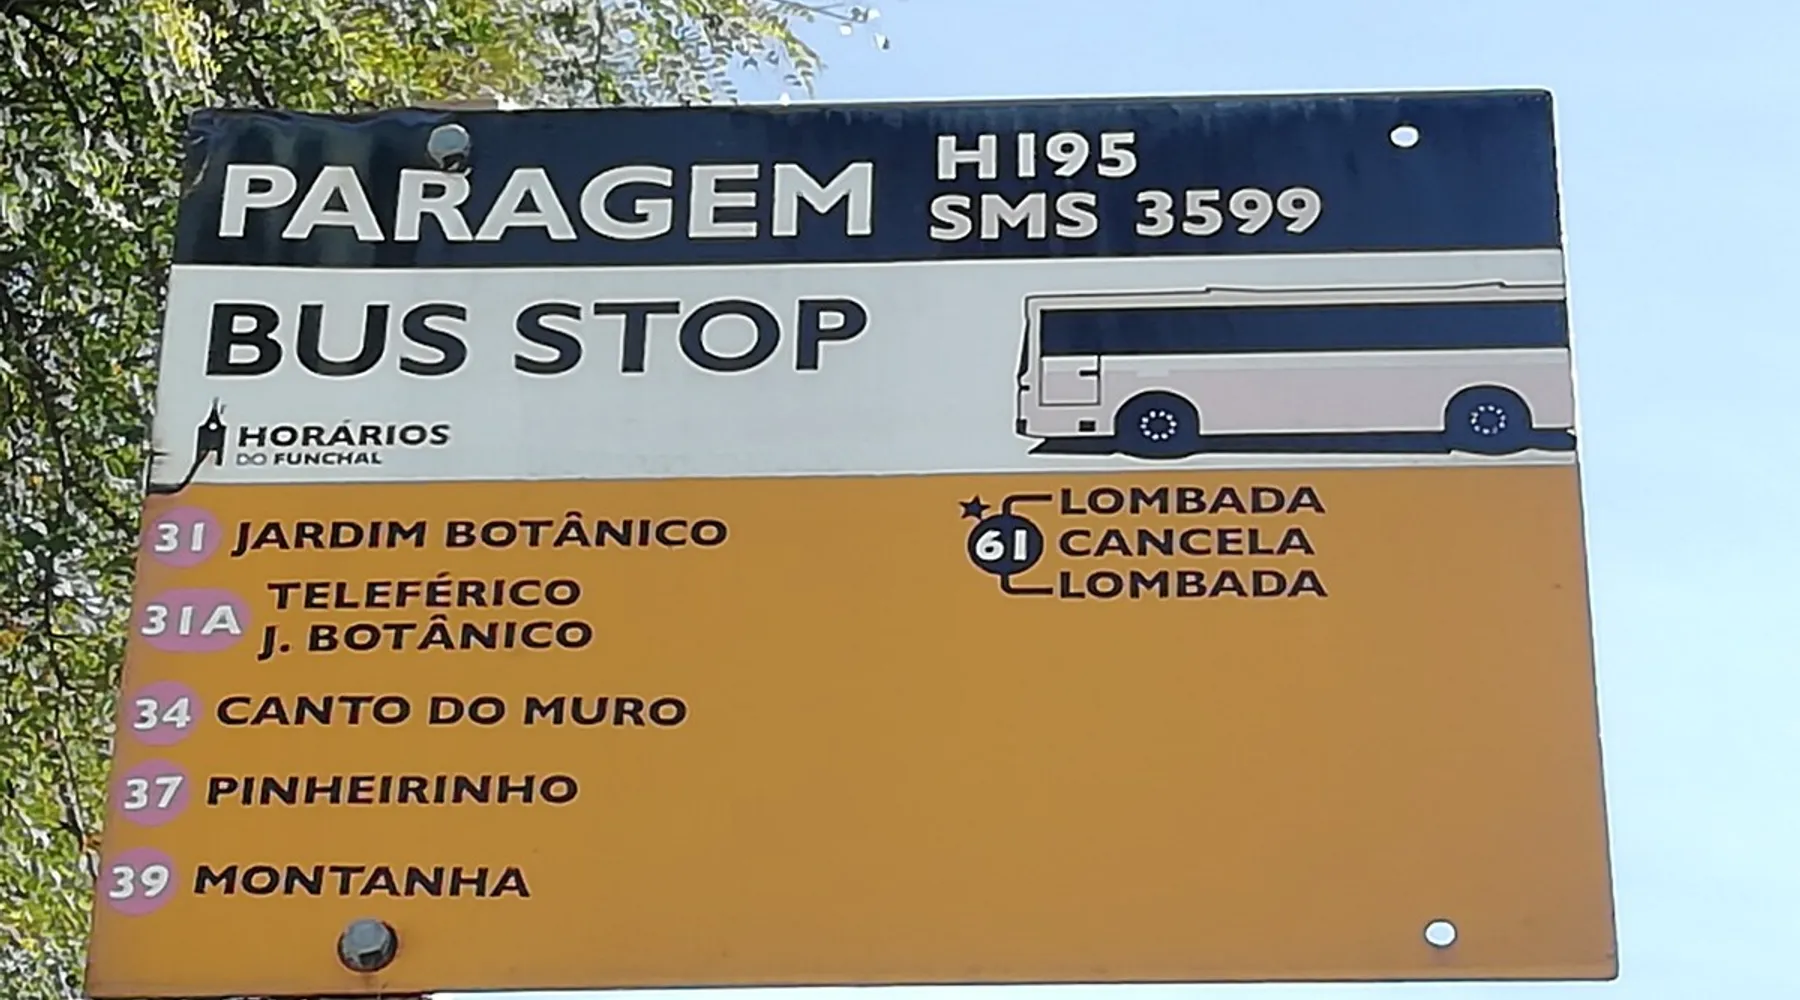 PARAGEM
H195
SMS 3599
BUS STOP
HORÁRIOS
DO FUNCHAL
31 JARDIM BOTÂNICO
31A TELEFÉRICO
J. BOTÂNICO
34 CANTO DO MURO
37 PINHEIRINHO
39 MONTANHA
LOMBADA
61 CANCELA
LOMBADA